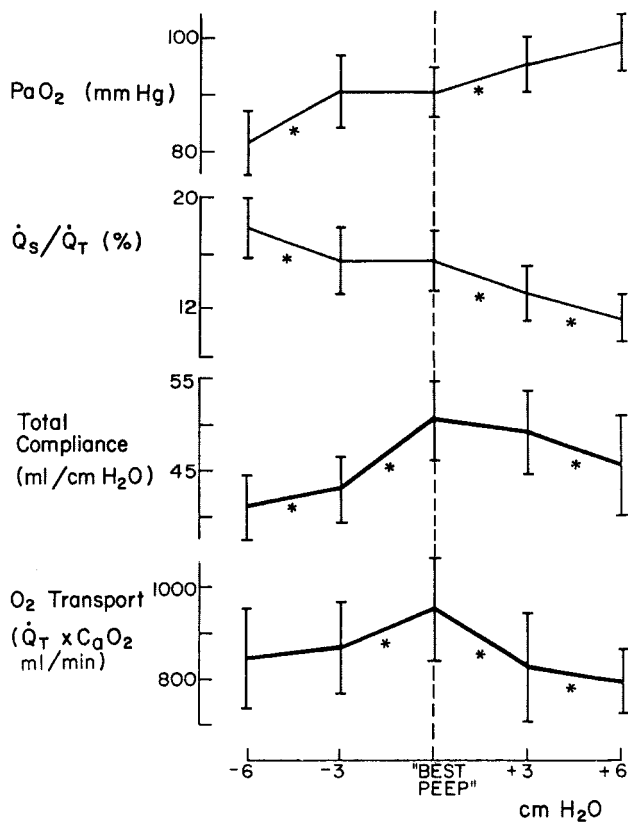 100
PaO₂ (mm Hg)
*
*
80
20
Q̇S/Q̇T (%)
*
*
12
*
55
Total
Compliance
45
(ml/cm H₂O)
*
*
*
1000
O₂ Transport
(Q̇T x CaO₂
ml/min)
*
*
800
*
-6
-3
"BEST
PEEP"
+3
+6
cm H₂O